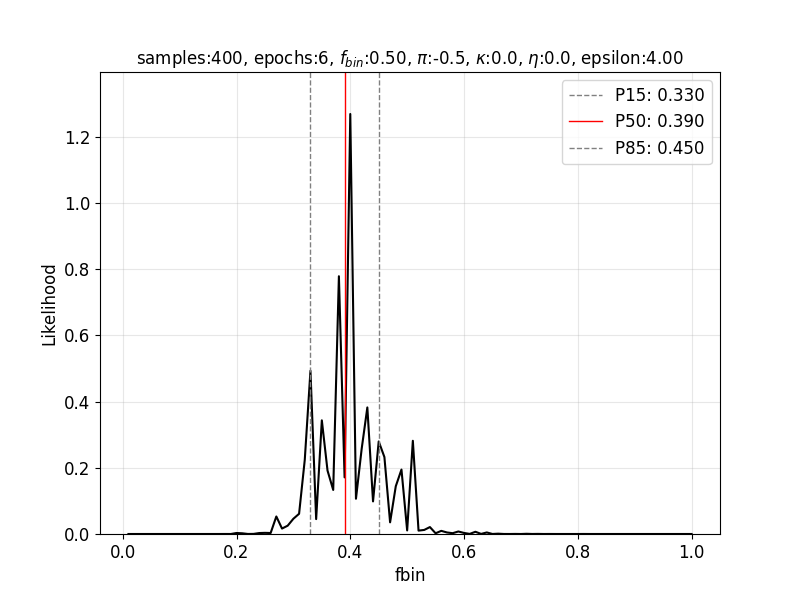 samples:400, epochs:6, f_bin:0.50, π:-0.5, κ:0.0, η:0.0, epsilon:4.00
P15: 0.330
P50: 0.390
P85: 0.450
Likelihood
1.2
1.0
0.8
0.6
0.4
0.2
0.0
0.0 0.2 0.4 0.6 0.8 1.0
fbin